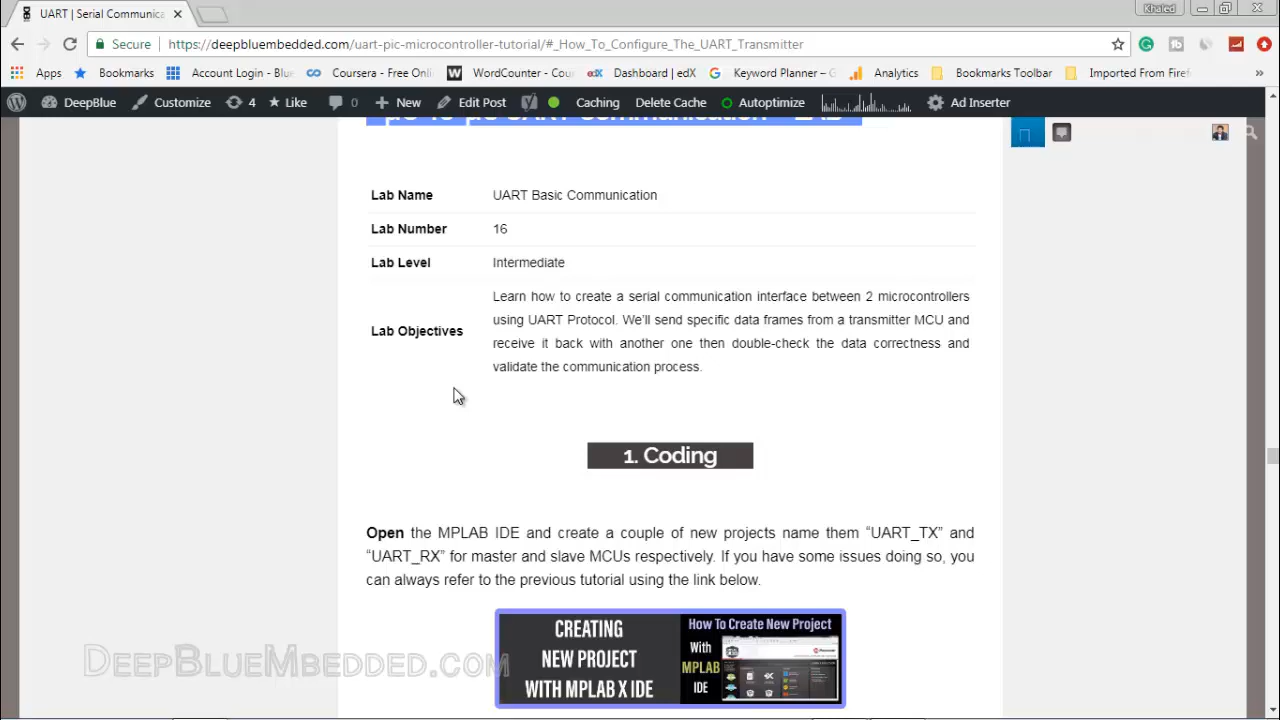 UART | Serial Communica
Khaled
Secure
https://deepbluembedded.com/uart-pic-microcontroller-tutorial/#_How_To_Configure_The_UART_Transmitter
Apps Bookmarks Account Login - Blue Coursera - Free Onli WordCounter - Cou Dashboard | edX Keyword Planner – G Analytics Bookmarks Toolbar Imported From Firef »
DeepBlue Customize 4 Like 0 New Edit Post Caching Delete Cache Autoptimize Ad Inserter
µC-To-µC UART Communication – LAB
Lab Name UART Basic Communication
Lab Number 16
Lab Level Intermediate
Lab Objectives
Learn how to create a serial communication interface between 2 microcontrollers
using UART Protocol. We'll send specific data frames from a transmitter MCU and
receive it back with another one then double-check the data correctness and
validate the communication process.
1. Coding
Open the MPLAB IDE and create a couple of new projects name them “UART_TX” and
“UART_RX” for master and slave MCUs respectively. If you have some issues doing so, you
can always refer to the previous tutorial using the link below.
CREATING
NEW PROJECT
WITH MPLAB X IDE
How To Create New Project
With
MPLAB
IDE
DEEPBLUEMBEDDED.COM